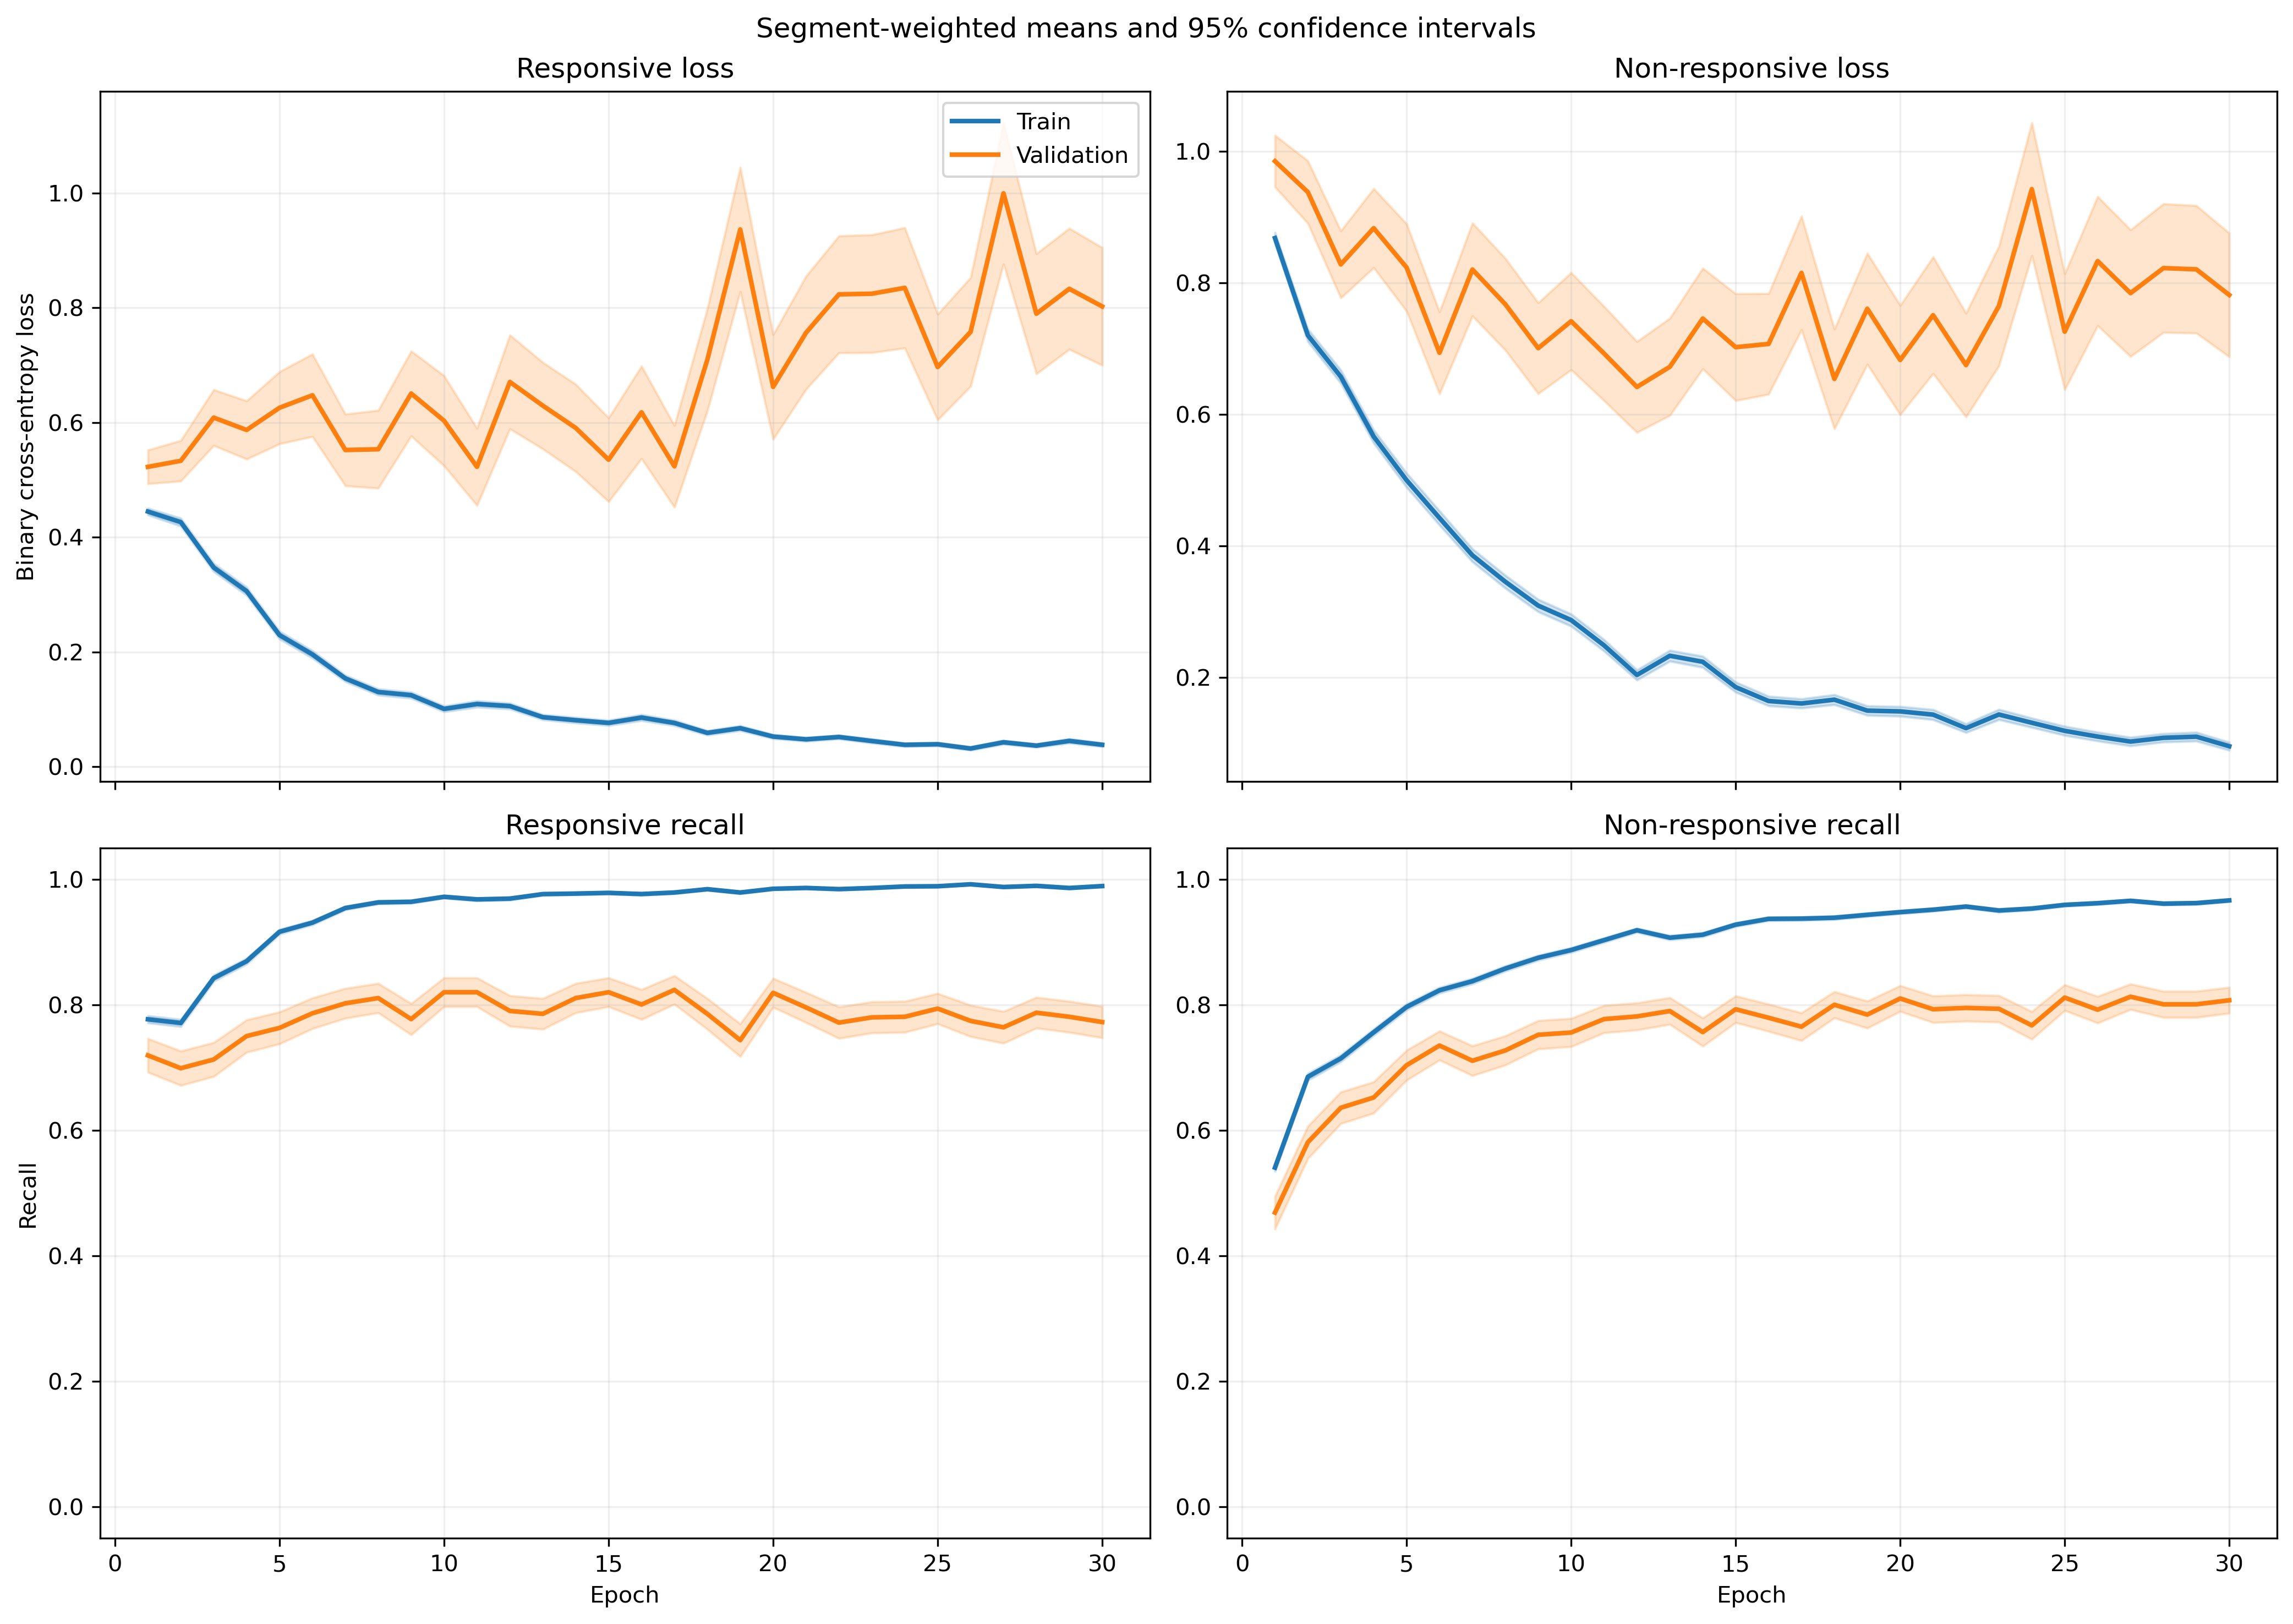 Segment-weighted means and 95% confidence intervals
Responsive loss
Non-responsive loss
Train
Validation
Binary cross-entropy loss
1.0
0.8
0.6
0.4
0.2
0.0
1.0
0.8
0.6
0.4
0.2
Responsive recall
Non-responsive recall
Recall
1.0
0.8
0.6
0.4
0.2
0.0
0 5 10 15 20 25 30
Epoch
1.0
0.8
0.6
0.4
0.2
0.0
0 5 10 15 20 25 30
Epoch